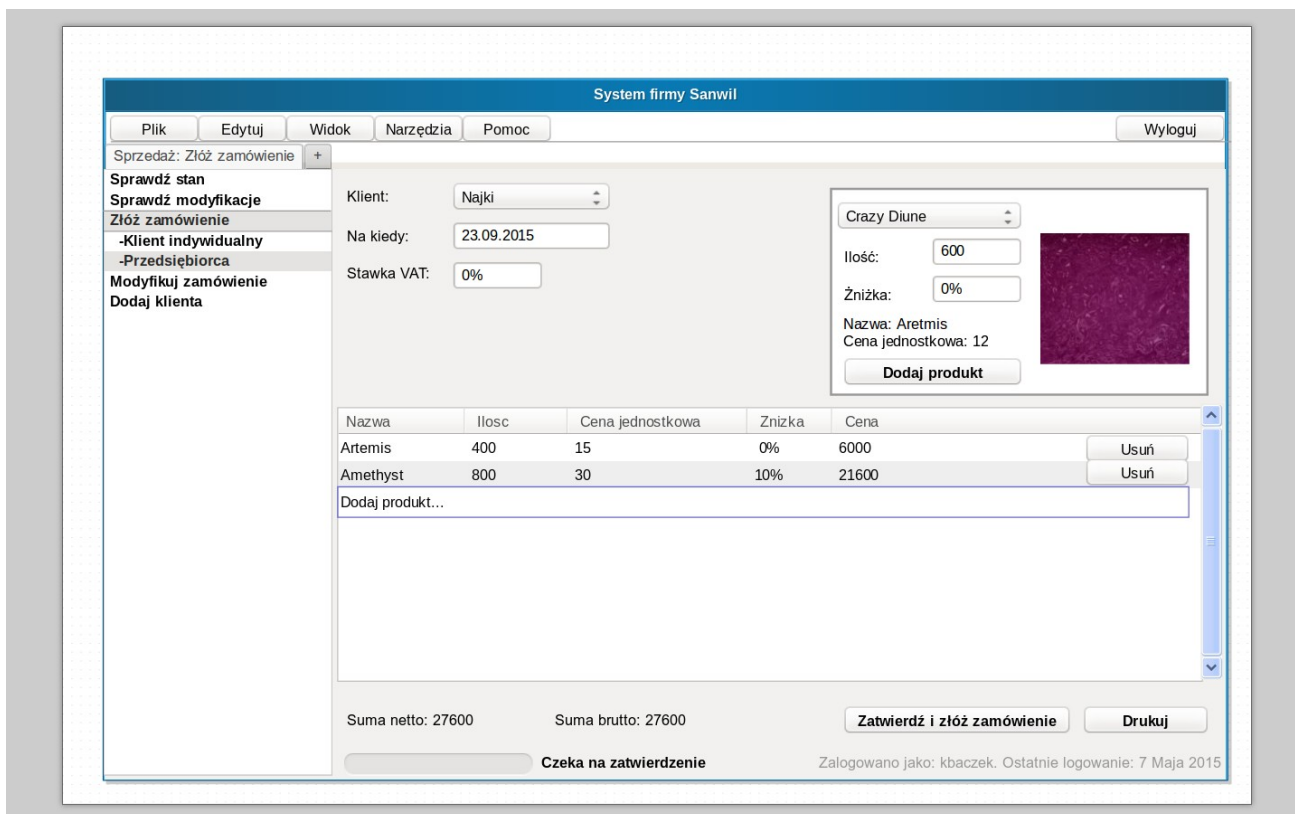 System firmy Sanwil
Plik Edytuj Widok Narzędzia Pomoc Wyloguj
Sprzedaż: Złóż zamówienie +
Sprawdź stan
Sprawdź modyfikacje
Złóż zamówienie
-Klient indywidualny
-Przedsiębiorca
Modyfikuj zamówienie
Dodaj klienta
Klient: Najki
Na kiedy: 23.09.2015
Stawka VAT: 0%
Crazy Diune
Ilość: 600
Żniżka: 0%
Nazwa: Aretmis
Cena jednostkowa: 12
Dodaj produkt
Nazwa Ilosc Cena jednostkowa Znizka Cena
Artemis 400 15 0% 6000 Usuń
Amethyst 800 30 10% 21600 Usuń
Dodaj produkt...
Suma netto: 27600 Suma brutto: 27600 Zatwierdź i złóż zamówienie Drukuj
Czeka na zatwierdzenie Zalogowano jako: kbaczek. Ostatnie logowanie: 7 Maja 2015